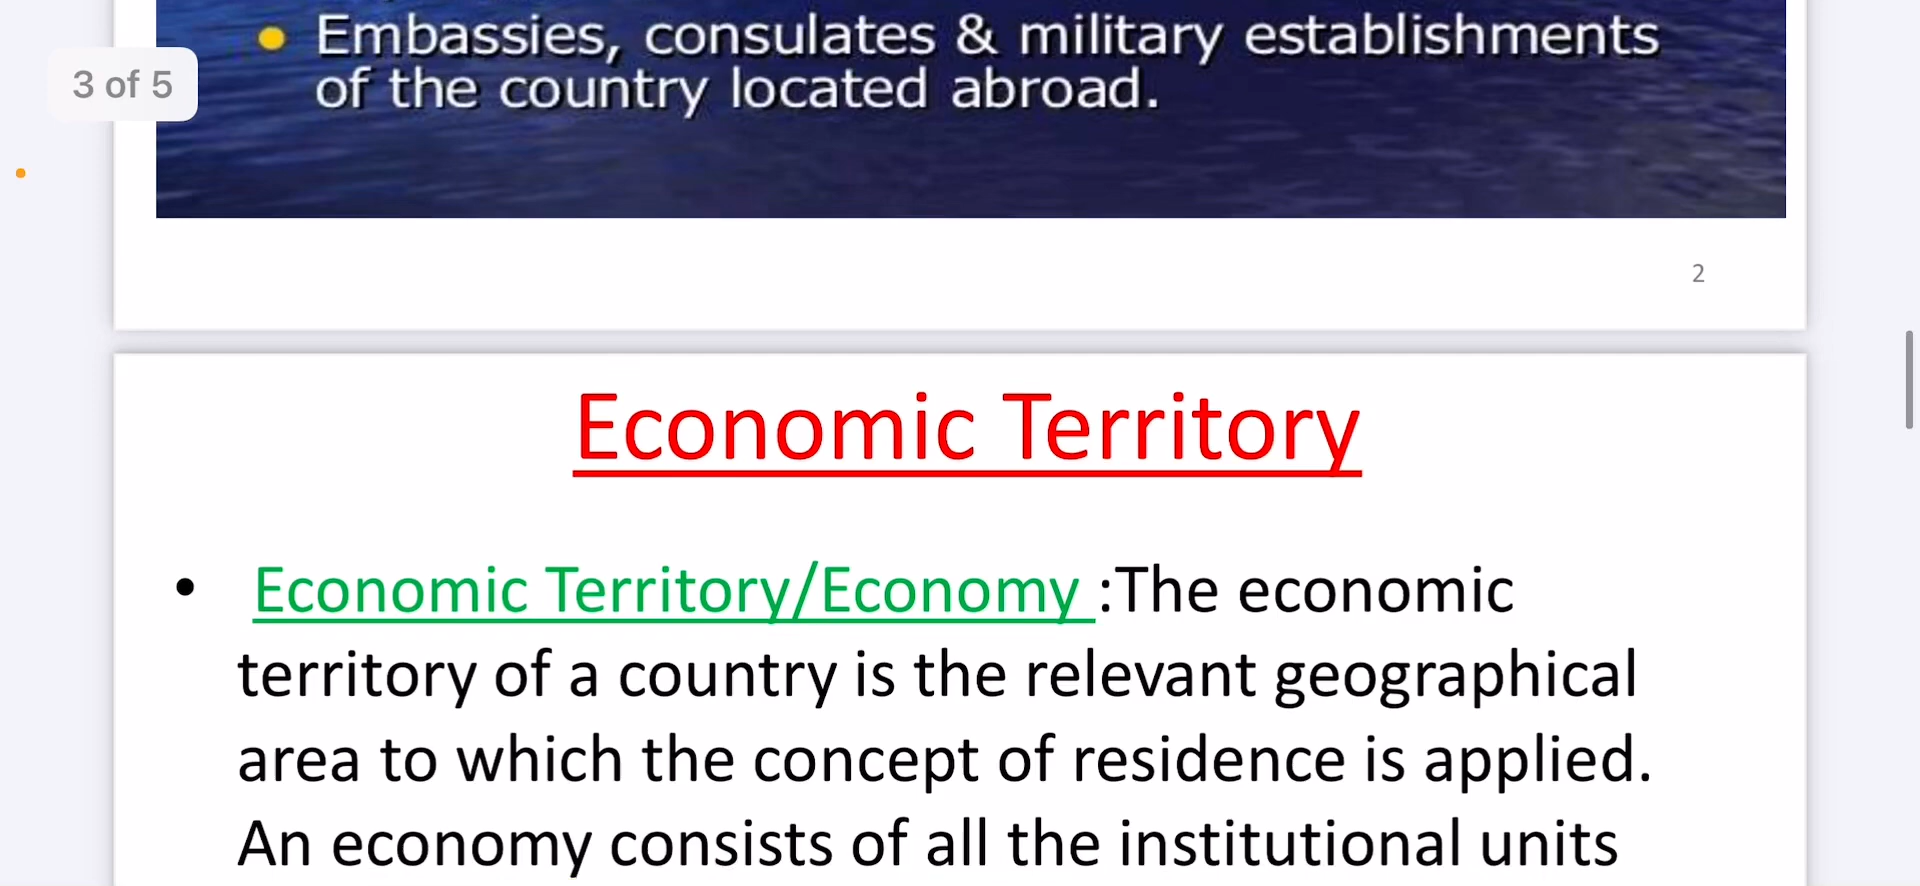 • Embassies, consulates & military establishments
of the country located abroad.
3 of 5
2
Economic Territory
• Economic Territory/Economy :The economic
territory of a country is the relevant geographical
area to which the concept of residence is applied.
An economy consists of all the institutional units